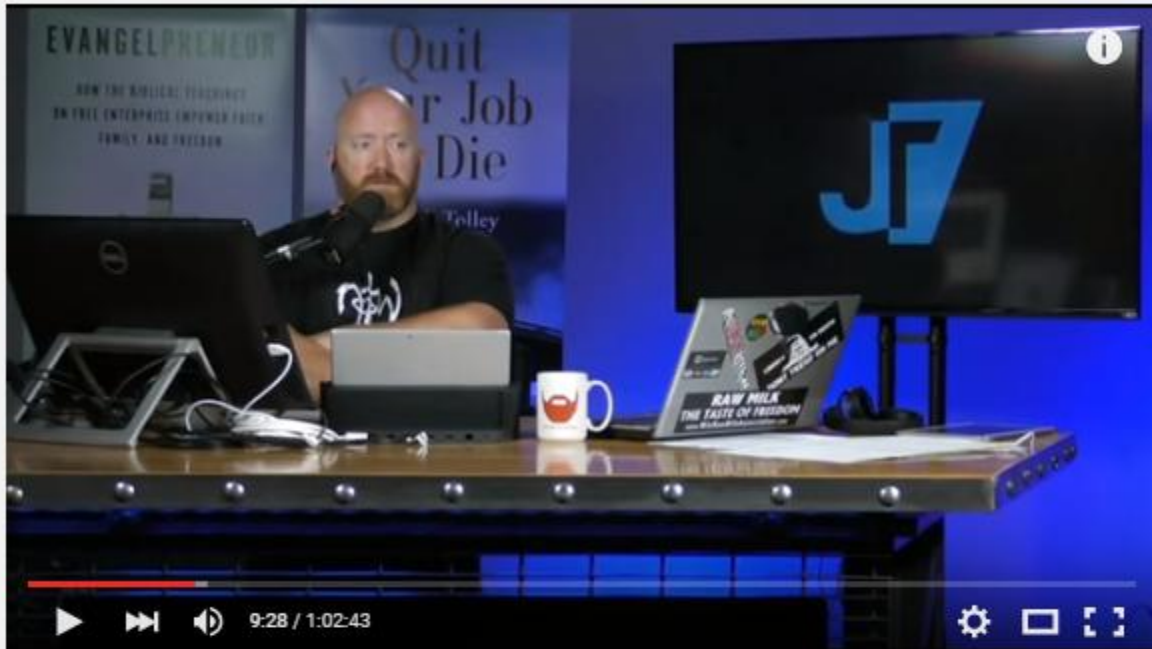 EVANGELPRENEUR
HOW THE BIBLICAL TEACHINGS
ON FREE ENTERPRISE EMPOWER FAITH,
FAMILY, AND FREEDOM
Quit
Your Job
Die
Tolley
DELL
RAW MILK
THE TASTE OF FREEDOM
9:28 / 1:02:43